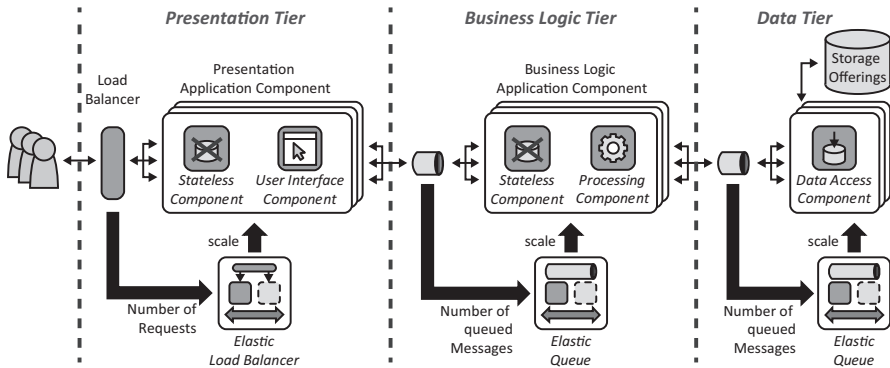 Presentation Tier
Business Logic Tier
Data Tier
Load
Balancer
Presentation
Application Component
Stateless
Component
User Interface
Component
Business Logic
Application Component
Stateless
Component
Processing
Component
Storage
Offerings
Data Access
Component
scale
scale
scale
Number of
Requests
Elastic
Load Balancer
Number of
queued
Messages
Elastic
Queue
Number of
queued
Messages
Elastic
Queue